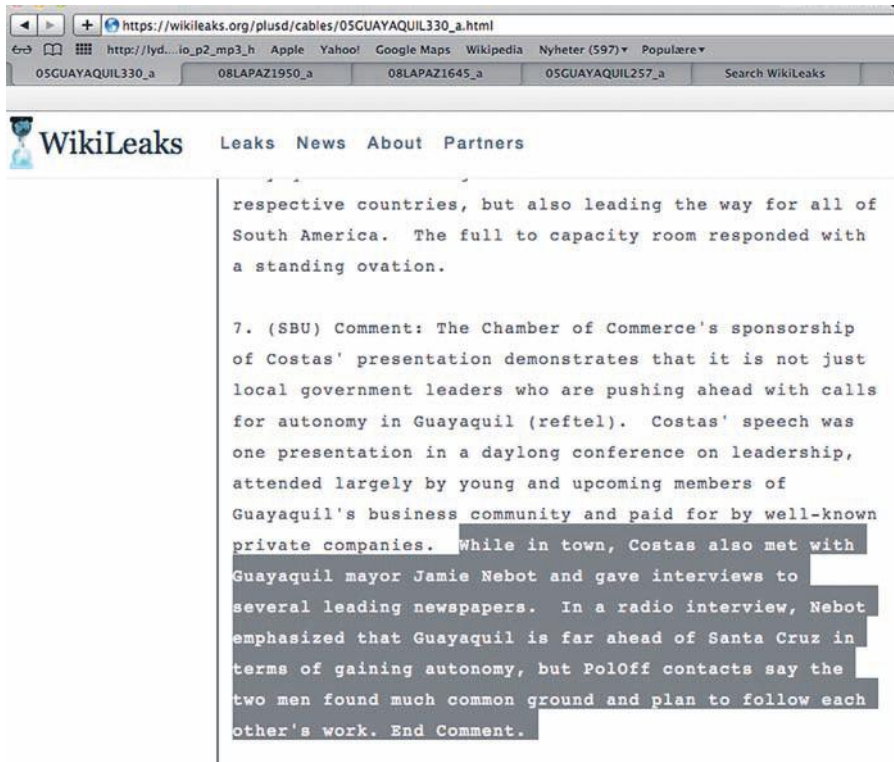 https://wikileaks.org/plusd/cables/05GUAYAQUIL330_a.html
http://lyd....io_p2_mp3_h Apple Yahoo! Google Maps Wikipedia Nyheter (597)▾ Populære▾
05GUAYAQUIL330_a 08LAPAZ1950_a 08LAPAZ1645_a 05GUAYAQUIL257_a Search WikiLeaks
WikiLeaks Leaks News About Partners
respective countries, but also leading the way for all of
South America. The full to capacity room responded with
a standing ovation.
7. (SBU) Comment: The Chamber of Commerce's sponsorship
of Costas' presentation demonstrates that it is not just
local government leaders who are pushing ahead with calls
for autonomy in Guayaquil (reftel). Costas' speech was
one presentation in a daylong conference on leadership,
attended largely by young and upcoming members of
Guayaquil's business community and paid for by well-known
private companies. While in town, Costas also met with
Guayaquil mayor Jamie Nebot and gave interviews to
several leading newspapers. In a radio interview, Nebot
emphasized that Guayaquil is far ahead of Santa Cruz in
terms of gaining autonomy, but PolOff contacts say the
two men found much common ground and plan to follow each
other's work. End Comment.